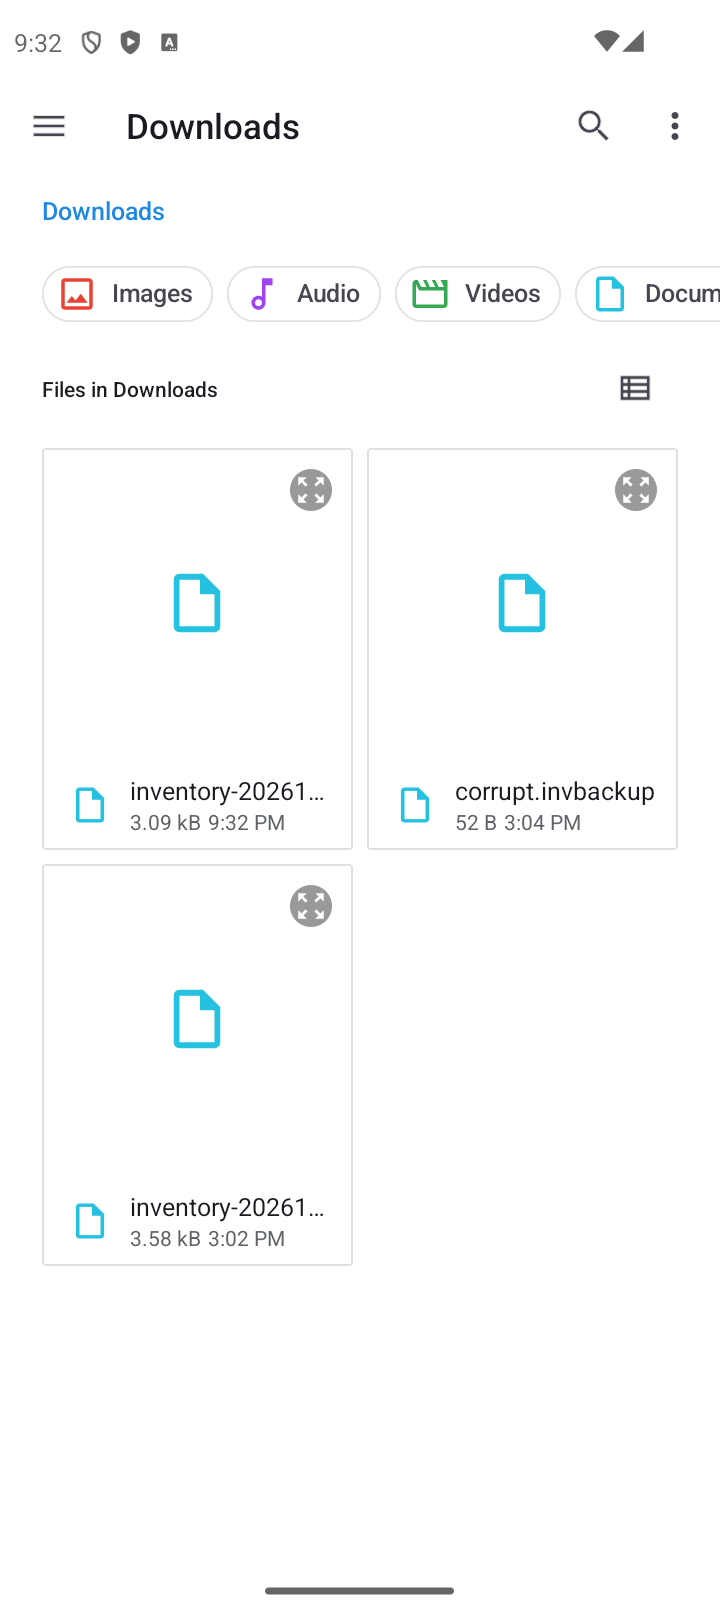 9:32
Downloads
Downloads
Images
Audio
Videos
Docum
Files in Downloads
inventory-20261...
3.09 kB 9:32 PM
corrupt.invbackup
52 B 3:04 PM
inventory-20261...
3.58 kB 3:02 PM